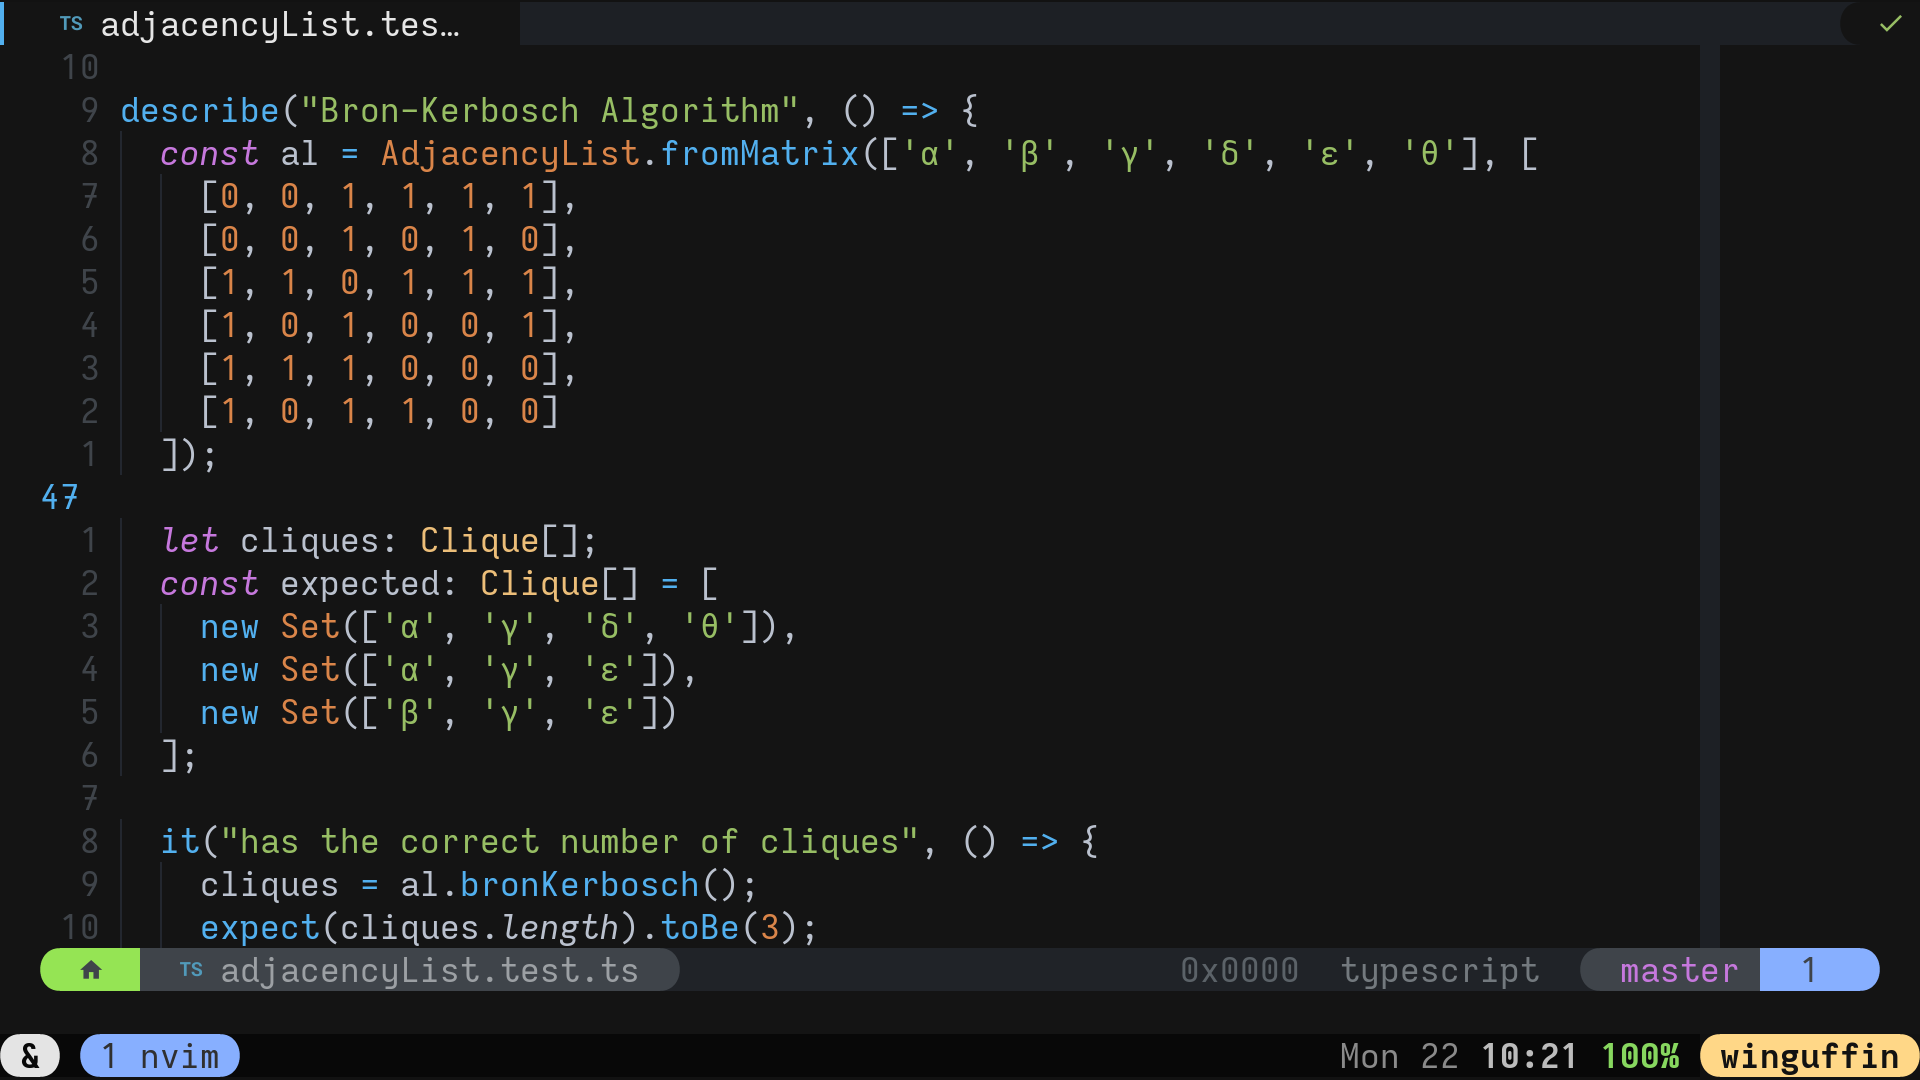 TS adjacencyList.tes…
10
9 describe("Bron-Kerbosch Algorithm", () => {
8   const al = AdjacencyList.fromMatrix(['α', 'β', 'γ', 'δ', 'ε', 'θ'], [
7     [0, 0, 1, 1, 1, 1],
6     [0, 0, 1, 0, 1, 0],
5     [1, 1, 0, 1, 1, 1],
4     [1, 0, 1, 0, 0, 1],
3     [1, 1, 1, 0, 0, 0],
2     [1, 0, 1, 1, 0, 0]
1   ]);
47
1   let cliques: Clique[];
2   const expected: Clique[] = [
3     new Set(['α', 'γ', 'δ', 'θ']),
4     new Set(['α', 'γ', 'ε']),
5     new Set(['β', 'γ', 'ε'])
6   ];
7
8   it("has the correct number of cliques", () => {
9     cliques = al.bronKerbosch();
10     expect(cliques.length).toBe(3);
TS adjacencyList.test.ts 0x0000 typescript master 1
& 1 nvim Mon 22 10:21 100% winguffin